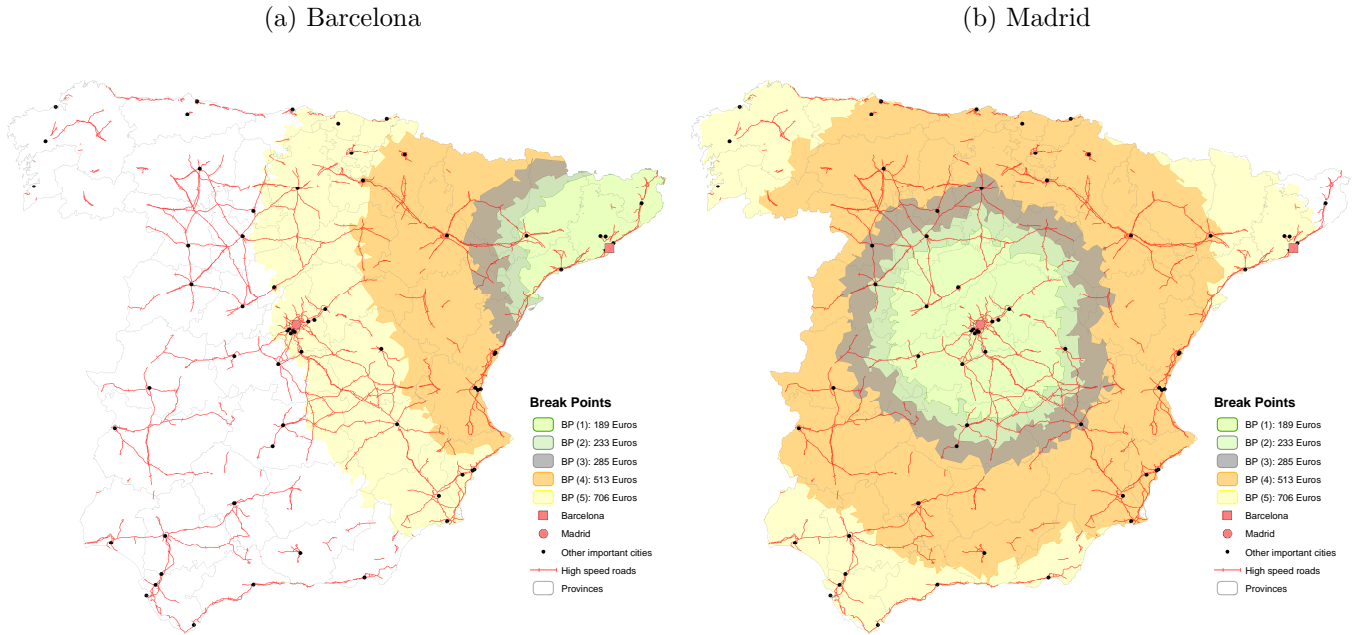 (a) Barcelona
(b) Madrid
Break Points
BP (1): 189 Euros
BP (2): 233 Euros
BP (3): 285 Euros
BP (4): 513 Euros
BP (5): 706 Euros
Barcelona
Madrid
Other important cities
High speed roads
Provinces
Break Points
BP (1): 189 Euros
BP (2): 233 Euros
BP (3): 285 Euros
BP (4): 513 Euros
BP (5): 706 Euros
Barcelona
Madrid
Other important cities
High speed roads
Provinces